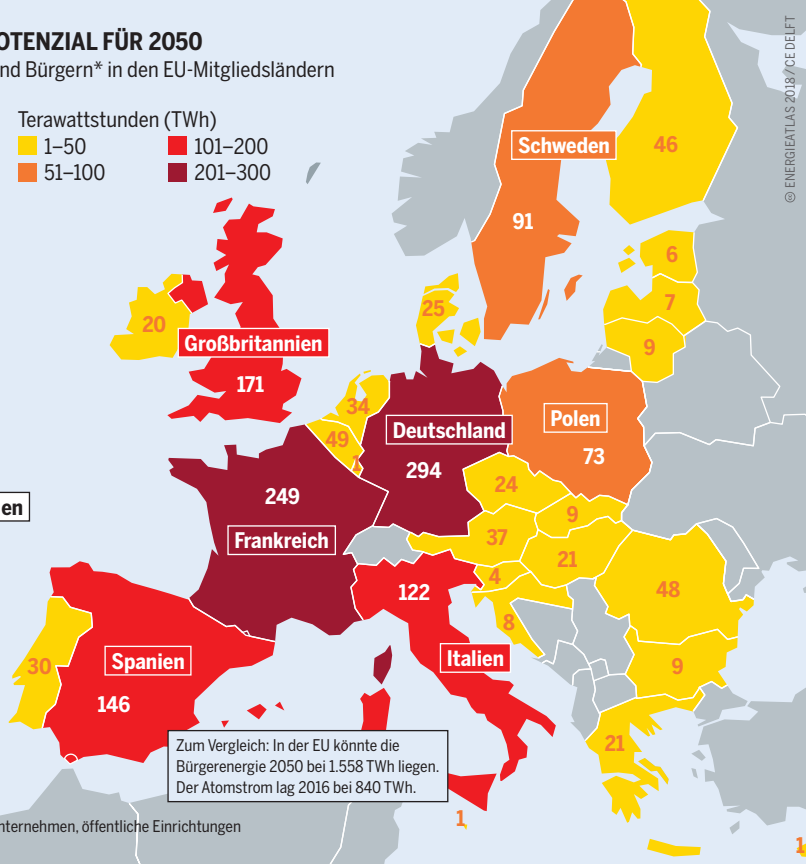 OTENZIAL FÜR 2050
nd Bürgern* in den EU-Mitgliedsländern
Terawattstunden (TWh)
1–50
101–200
51–100
201–300
© ENERGIEATLAS 2018 / CE DELFT
Schweden
46
91
6
7
9
25
20
Großbritannien
171
34
49
1
Deutschland
294
Polen
73
24
249
Frankreich
en
9
37
21
4
122
48
8
Italien
30
Spanien
146
9
21
Zum Vergleich: In der EU könnte die
Bürgerenergie 2050 bei 1.558 TWh liegen.
Der Atomstrom lag 2016 bei 840 TWh.
1
nternehmen, öffentliche Einrichtungen
1